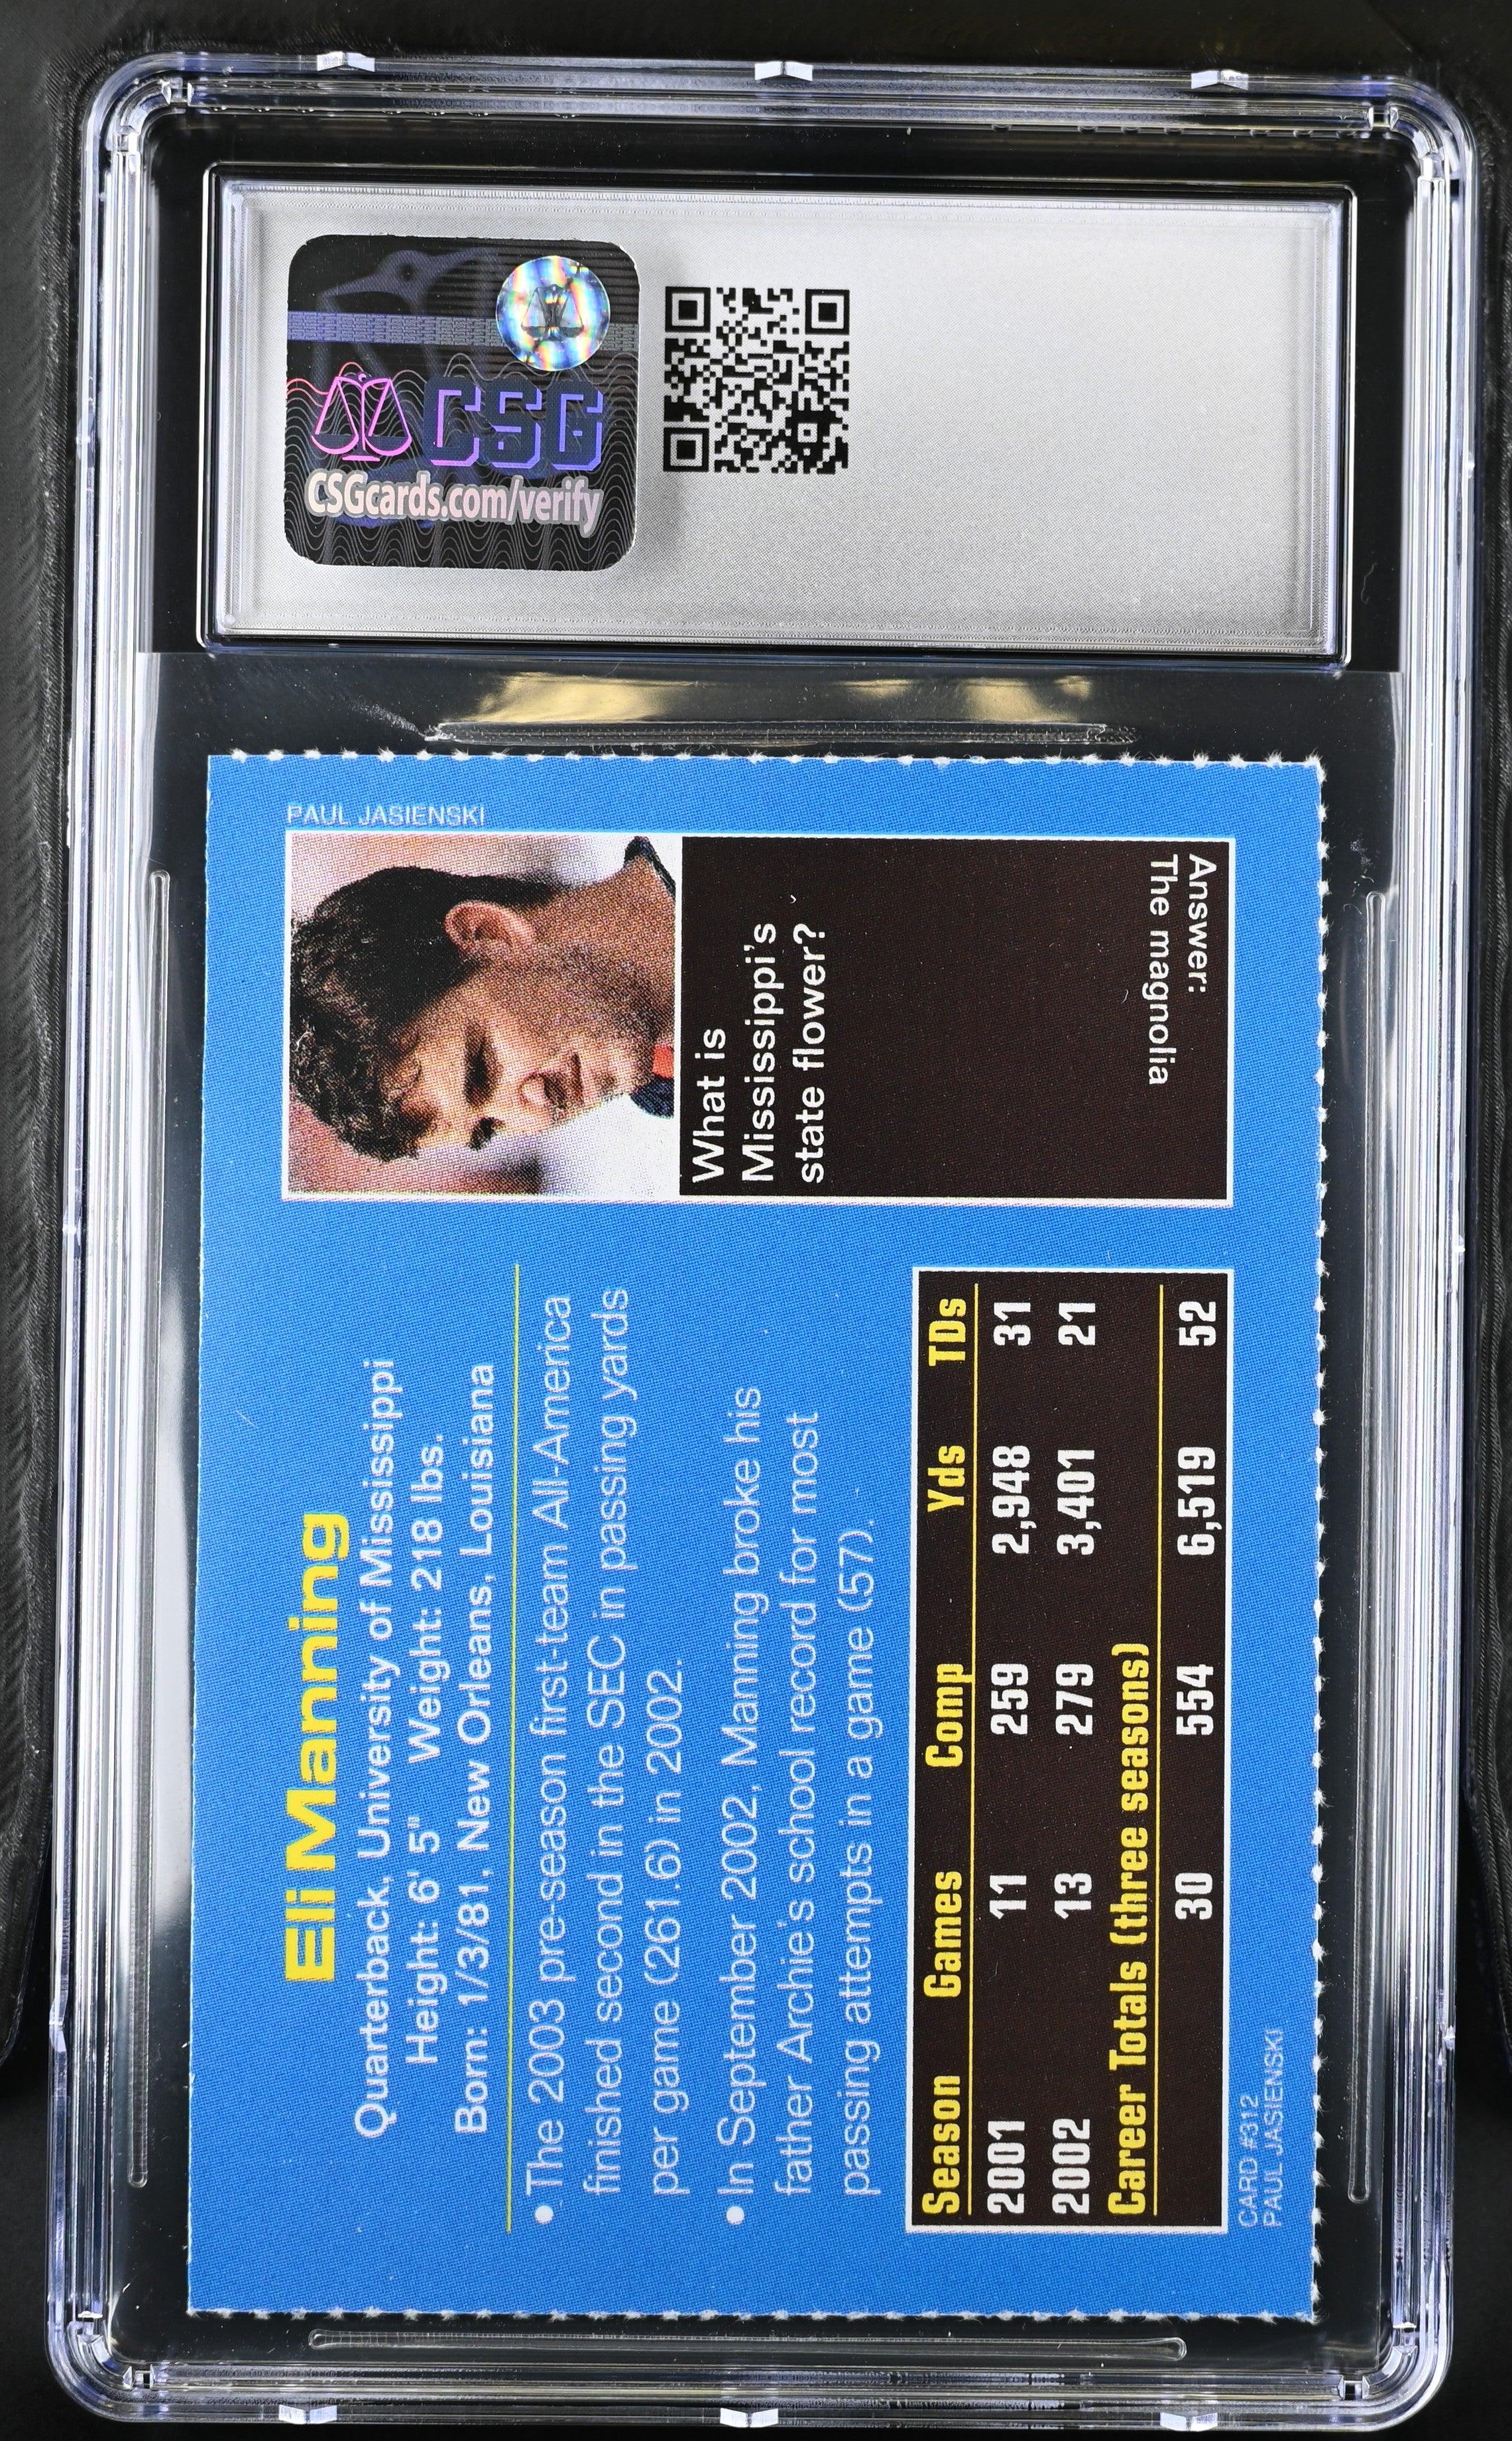 CSG
CSGcards.com/verify
PAUL JASIENSKI
What is
Mississippi's
state flower?
Answer:
The magnolia
Eli Manning
Quarterback, University of Mississippi
Height: 6' 5" Weight: 218 lbs.
Born: 1/3/81, New Orleans, Louisiana
• The 2003 pre-season first-team All-America
finished second in the SEC in passing yards
per game (261.6) in 2002.
• In September 2002, Manning broke his
father Archie's school record for most
passing attempts in a game (57).
Season Games Comp Yds TDs
2001 11 259 2,948 31
2002 13 279 3,401 21
Career Totals (three seasons)
30 554 6,519 52
CARD #312
PAUL JASIENSKI